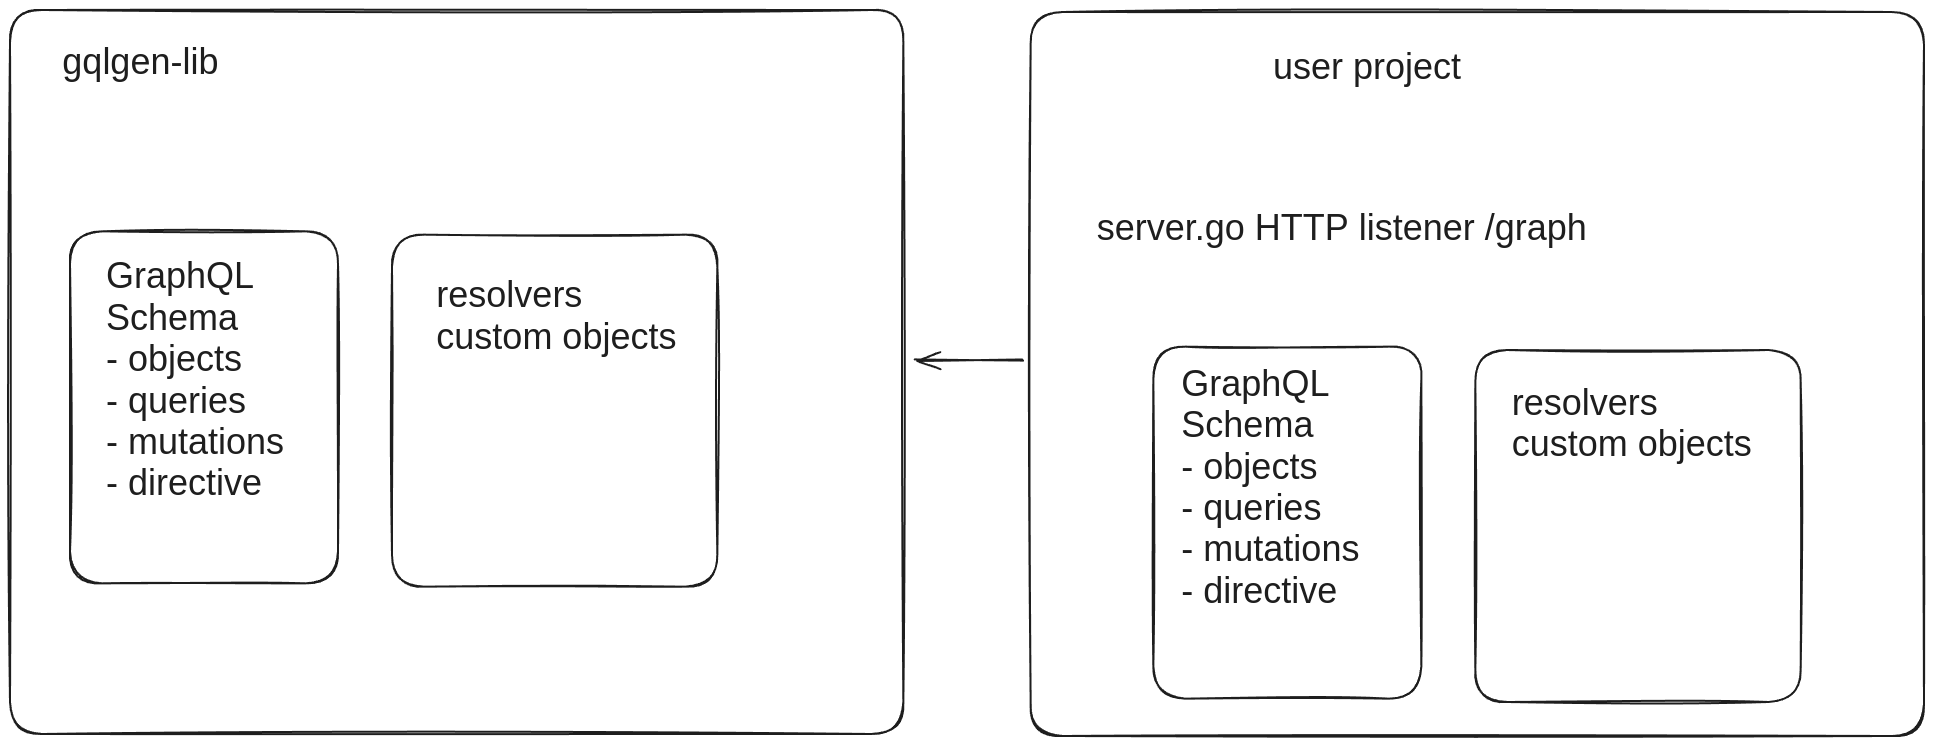 gqlgen-lib
GraphQL
Schema
- objects
- queries
- mutations
- directive
resolvers
custom objects
user project
server.go HTTP listener /graph
GraphQL
Schema
- objects
- queries
- mutations
- directive
resolvers
custom objects